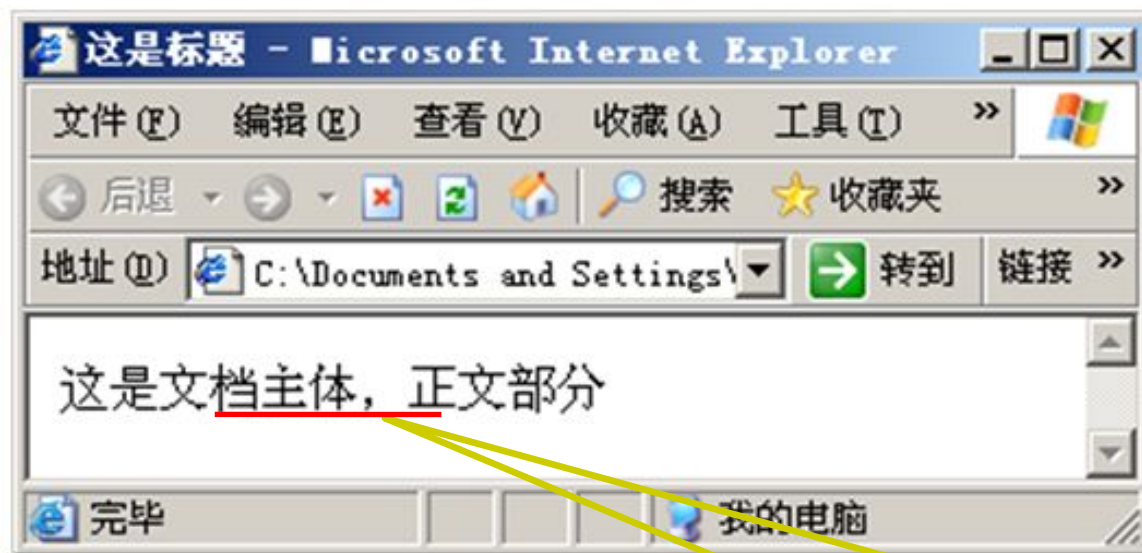 这是标题 - Microsoft Internet Explorer
文件(F) 编辑(E) 查看(V) 收藏(A) 工具(T) »
后退 搜索 收藏夹 »
地址(D) C:\Documents and Settings\ 转到 链接 »
这是文档主体，正文部分
完毕 我的电脑